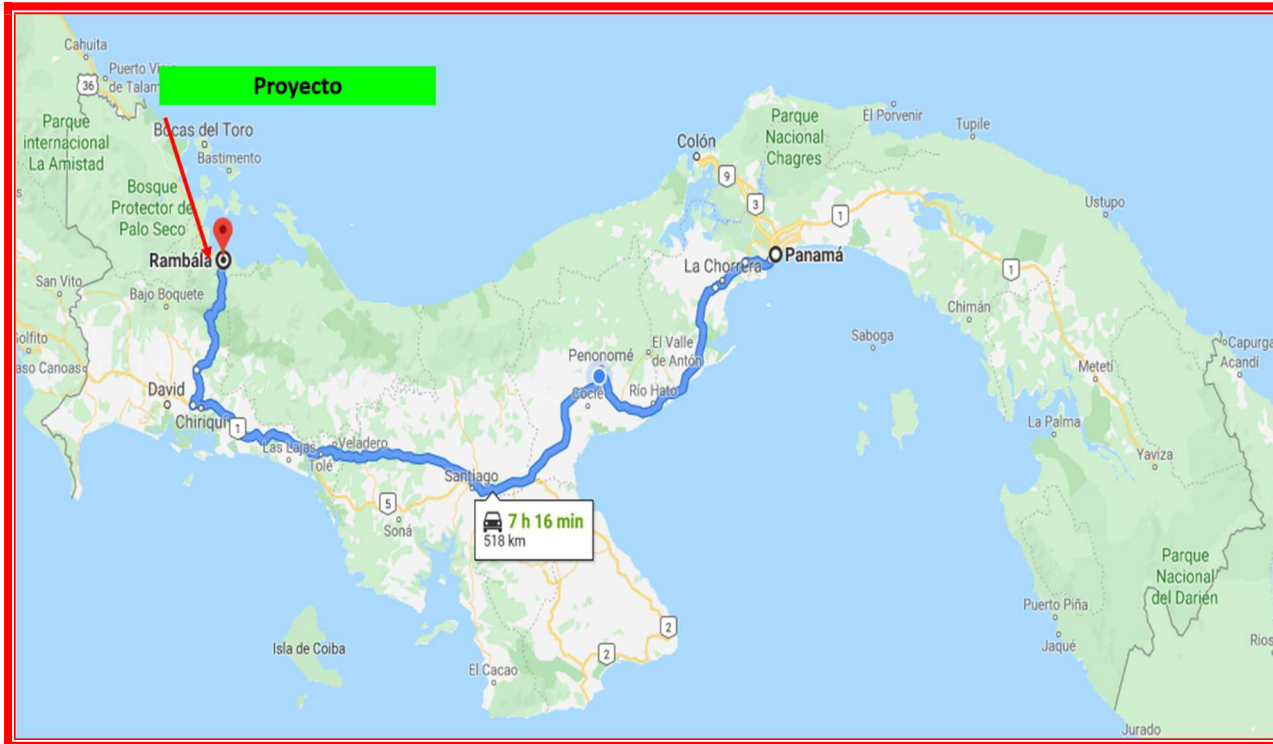 Cahuita
Puerto Vi
de Talam
36
Proyecto
Parque
internacional
La Amistad
Bocas del Toro
Bastimento
Bosque
Protector de
Palo Seco
Rambála
San Vito
Bajo Boquete
Golfito
aso Canoas
David
Chiriquí
1
Las Lajas
Tolé
Veladero
Santiago
5
Soná
7 h 16 min
518 km
Isla de Coiba
El Cacao
2
2
Penonomé
Coclé
El Valle
de Antón
Río Hato
La Chorrera
Panamá
Colón
9
3
1
Parque
Nacional
Chagres
El Porvenir
Tupile
Ustupo
1
Chimán
Saboga
Metetí
La Palma
Yaviza
Capurga
Acandí
Parque
Nacional
del Darién
Puerto Piña
Jaqué
Rios
Jurado